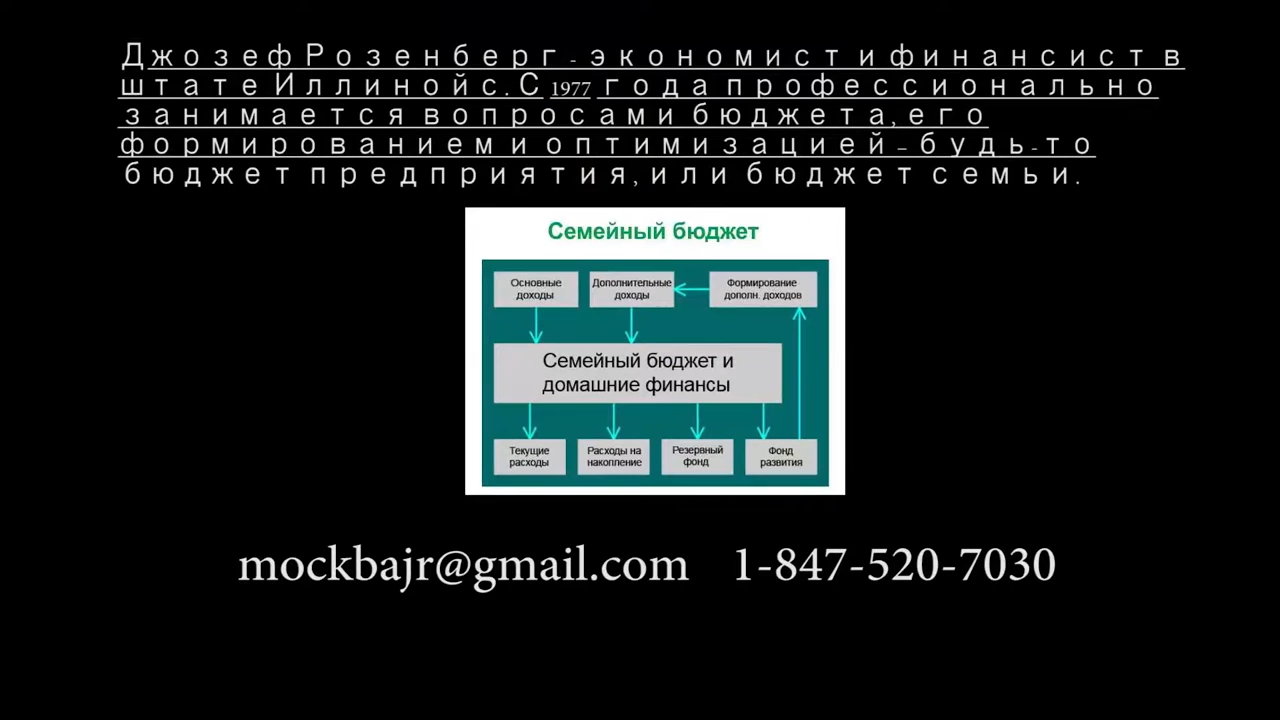 Джозеф Розенберг - экономист и финансист в
штате Иллинойс. С 1977 года профессионально
занимается вопросами бюджета, его
формированием и оптимизацией – будь-то
бюджет предприятия, или бюджет семьи.
Семейный бюджет
Основные доходы
Дополнительные доходы
Формирование дополн. доходов
Семейный бюджет и
домашние финансы
Текущие расходы
Расходы на накопление
Резервный фонд
Фонд развития
mockbajr@gmail.com 1-847-520-7030